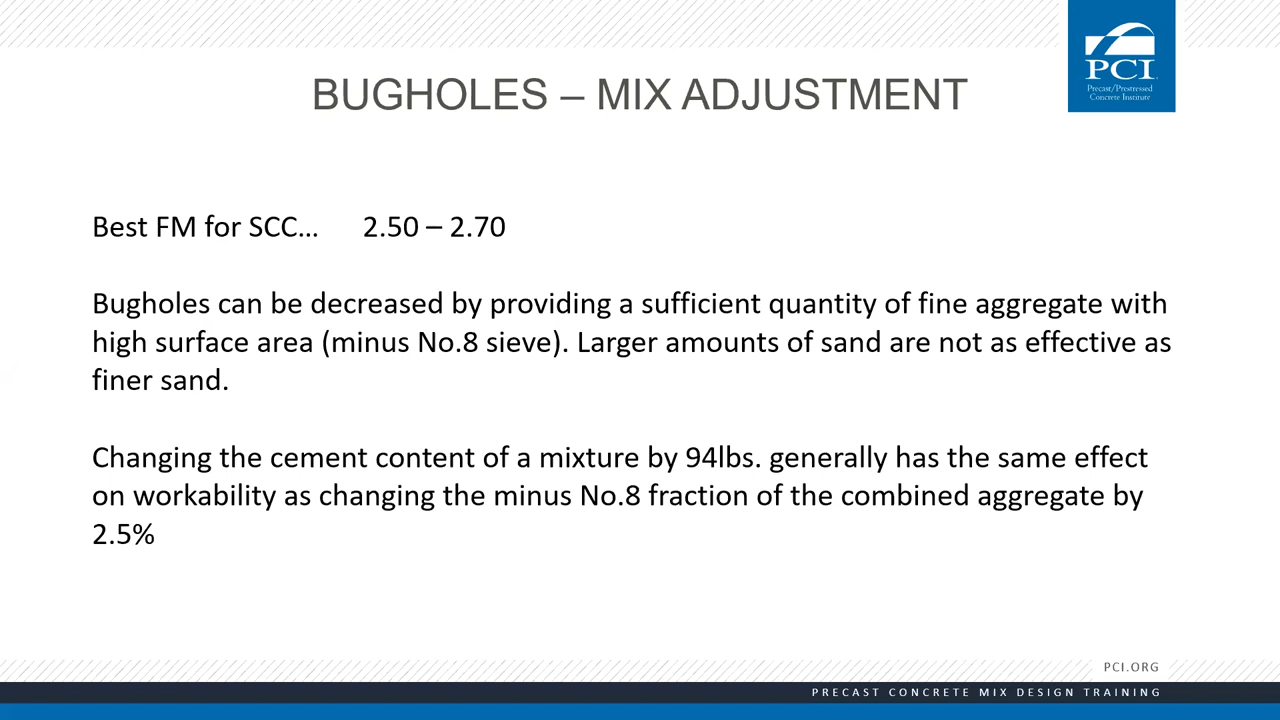 PCI
Precast/Prestressed
Concrete Institute
BUGHOLES – MIX ADJUSTMENT
Best FM for SCC… 2.50 – 2.70
Bugholes can be decreased by providing a sufficient quantity of fine aggregate with
high surface area (minus No.8 sieve). Larger amounts of sand are not as effective as
finer sand.
Changing the cement content of a mixture by 94lbs. generally has the same effect
on workability as changing the minus No.8 fraction of the combined aggregate by
2.5%
PCI.ORG
PRECAST CONCRETE MIX DESIGN TRAINING